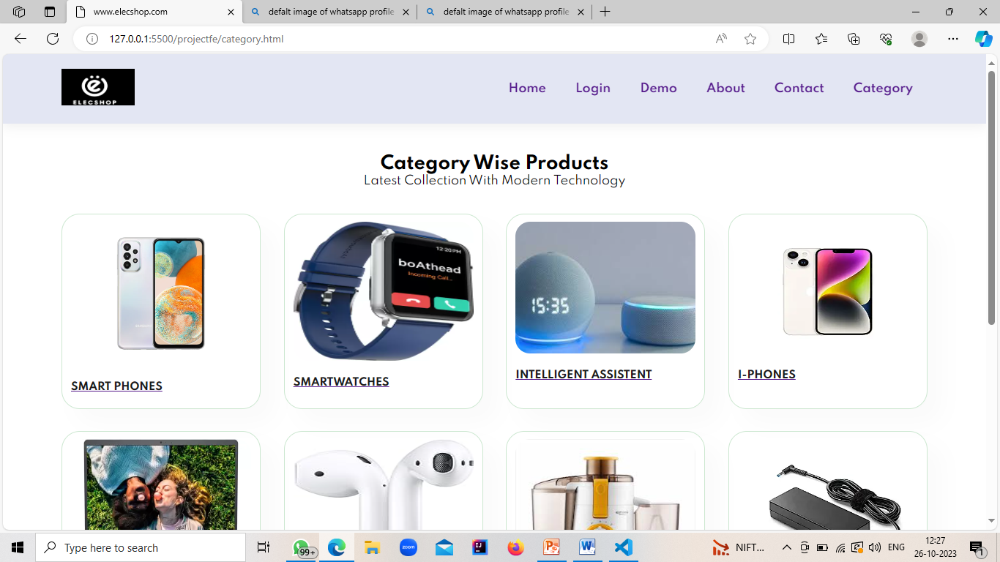 www.elecshop.com
defalt image of whatsapp profile
defalt image of whatsapp profile
127.0.0.1:5500/projectfe/category.html
ELECSHOP
Home Login Demo About Contact Category
Category Wise Products
Latest Collection With Modern Technology
12:20PM
boAthead
Incoming Call...
15:35
SMART PHONES
SMARTWATCHES
INTELLIGENT ASSISTENT
I-PHONES
Type here to search
99+
zoom
NIFT...
ENG
12:27
26-10-2023
1